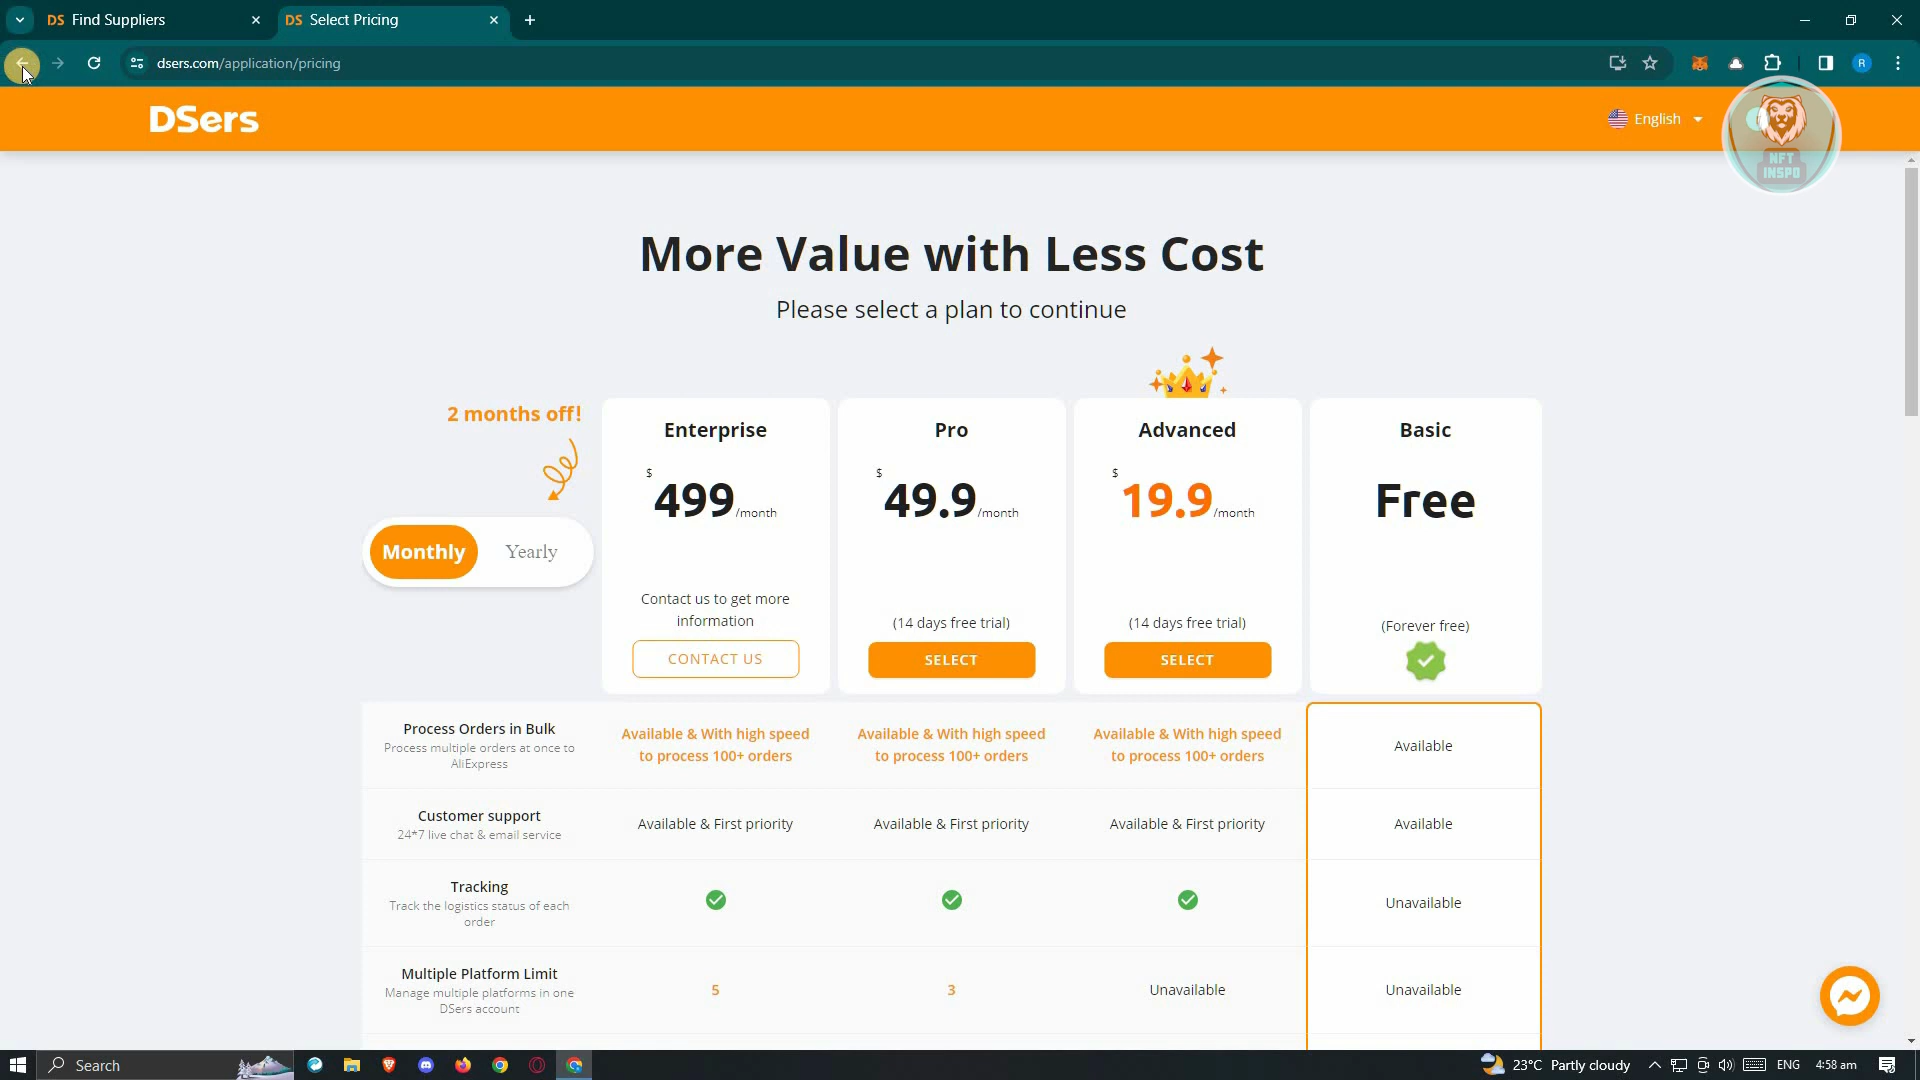 DS Find Suppliers
DS Select Pricing
dsers.com/application/pricing
R
DSers
English
NFT
INSPO
More Value with Less Cost
Please select a plan to continue
2 months off!
Monthly
Yearly
Enterprise
$ 499 /month
Contact us to get more
information
CONTACT US
Pro
$ 49.9 /month
(14 days free trial)
SELECT
Advanced
$ 19.9 /month
(14 days free trial)
SELECT
Basic
Free
(Forever free)
Process Orders in Bulk
Process multiple orders at once to
AliExpress
Available & With high speed
to process 100+ orders
Available & With high speed
to process 100+ orders
Available & With high speed
to process 100+ orders
Available
Customer support
24*7 live chat & email service
Available & First priority
Available & First priority
Available & First priority
Available
Tracking
Track the logistics status of each
order
Unavailable
Multiple Platform Limit
Manage multiple platforms in one
DSers account
5
3
Unavailable
Unavailable
Search
23°C Partly cloudy
ENG
4:58 am